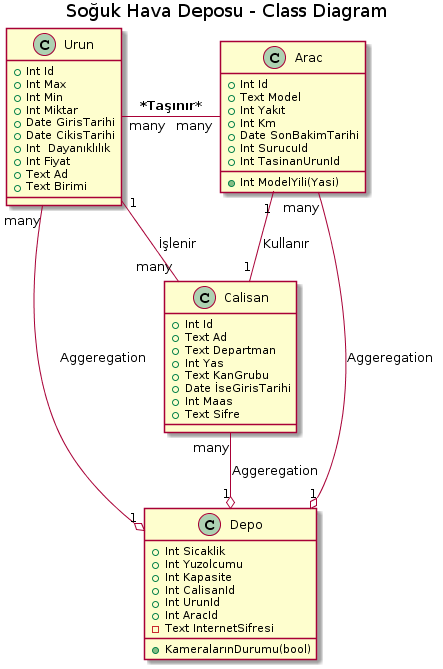 Soğuk Hava Deposu - Class Diagram
C Urun
Int Id
Int Max
Int Min
Int Miktar
Date GirisTarihi
Date CikisTarihi
Int  Dayanıklılık
Int Fiyat
Text Ad
Text Birimi
*Taşınır*
many many
C Arac
Int Id
Text Model
Int Yakıt
Int Km
Date SonBakimTarihi
Int SurucuId
Int TasinanUrunId
Int ModelYili(Yasi)
many
1
1
many
İşlenir
Kullanır
many
1
C Calisan
Int Id
Text Ad
Text Departman
Int Yas
Text KanGrubu
Date İseGirisTarihi
Int Maas
Text Sifre
Aggeregation
Aggeregation
many
Aggeregation
1
1
1
C Depo
Int Sicaklik
Int Yuzolcumu
Int Kapasite
Int CalisanId
Int UrunId
Int AracId
Text InternetSifresi
KameralarınDurumu(bool)